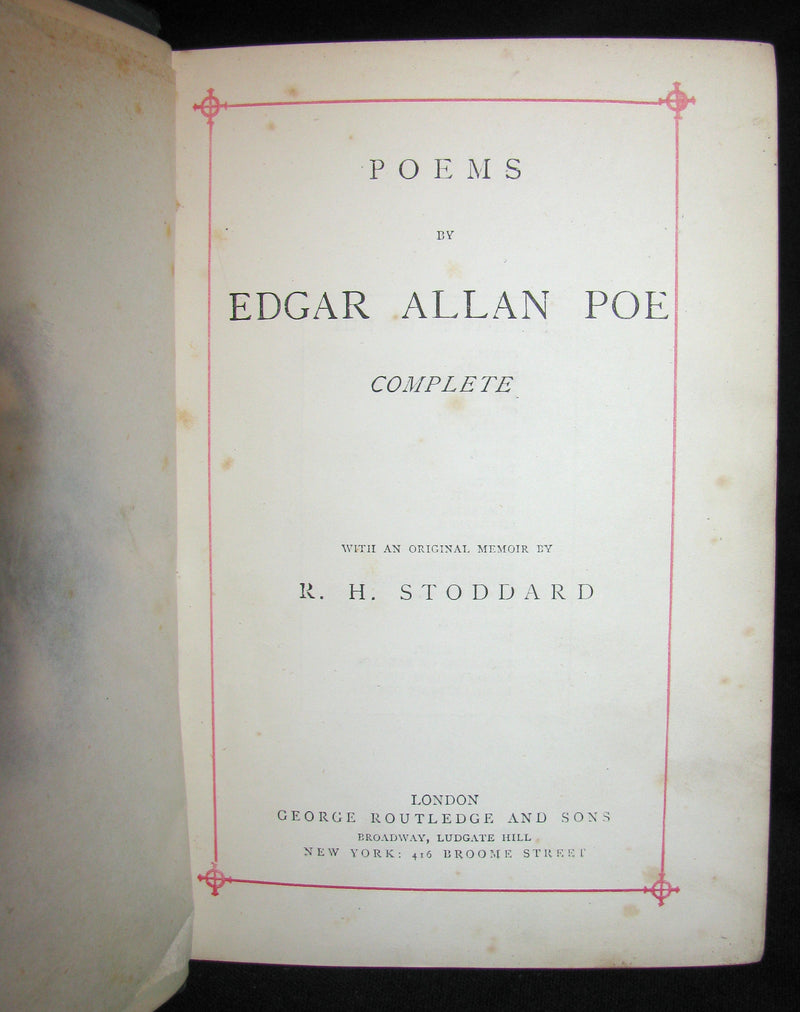 POEMS
BY
EDGAR ALLAN POE
COMPLETE
WITH AN ORIGINAL MEMOIR BY
R. H. STODDARD
LONDON
GEORGE ROUTLEDGE AND SONS
BROADWAY, LUDGATE HILL
NEW YORK: 416 BROOME STREET